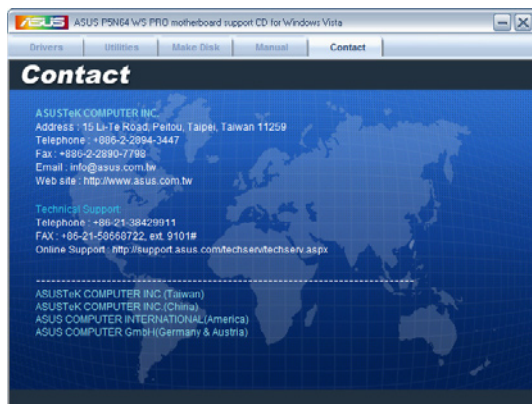 ASUS ASUS P5N64 WS PRO motherboard support CD for Windows Vista
Drivers Utilities Make Disk Manual Contact
Contact
ASUSTeK COMPUTER INC.
Address : 15 Li-Te Road, Peitou, Taipei, Taiwan 11259
Telephone : +886-2-2894-3447
Fax : +886-2-2890-7798
Email : info@asus.com.tw
Web site : http://www.asus.com.tw
Technical Support:
Telephone : +86-21-38429911
FAX : +86-21-58668722, ext. 9101#
Online Support : http://support.asus.com/techserv/techserv.aspx
ASUSTeK COMPUTER INC.(Taiwan)
ASUSTeK COMPUTER INC.(China)
ASUS COMPUTER INTERNATIONAL(America)
ASUS COMPUTER GmbH(Germany & Austria)